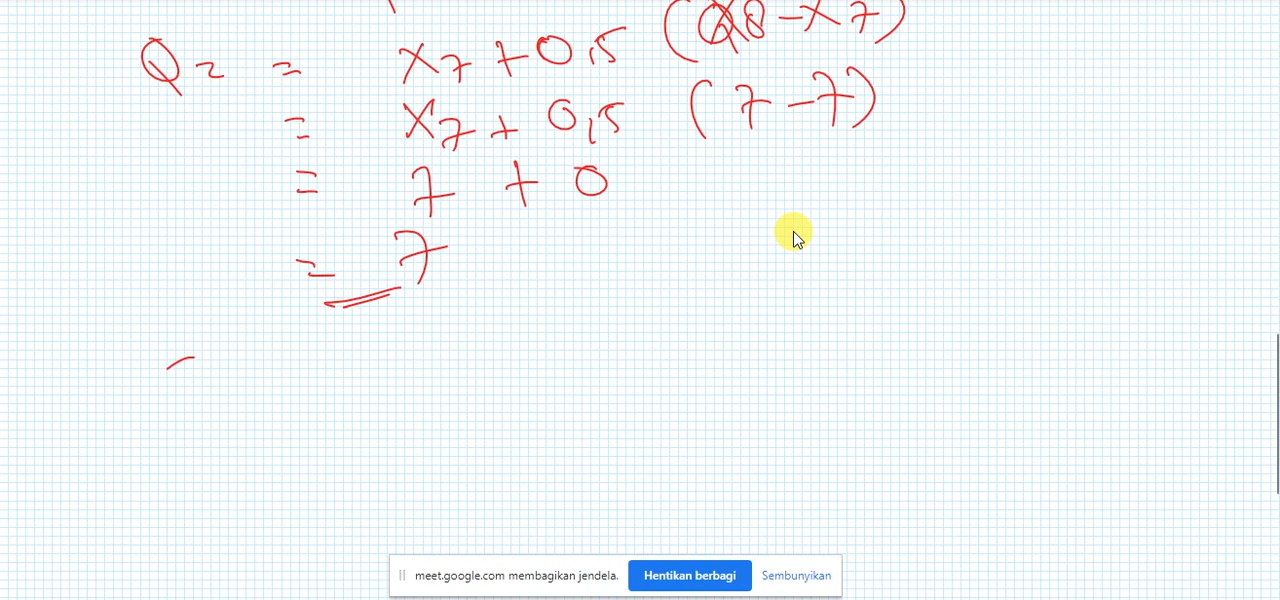 Q2 = X7 + 0,5 (X8 - X7)
= X7 + 0,5 (7 - 7)
= 7 + 0
= 7
meet.google.com membagikan jendela. Hentikan berbagi Sembunyikan